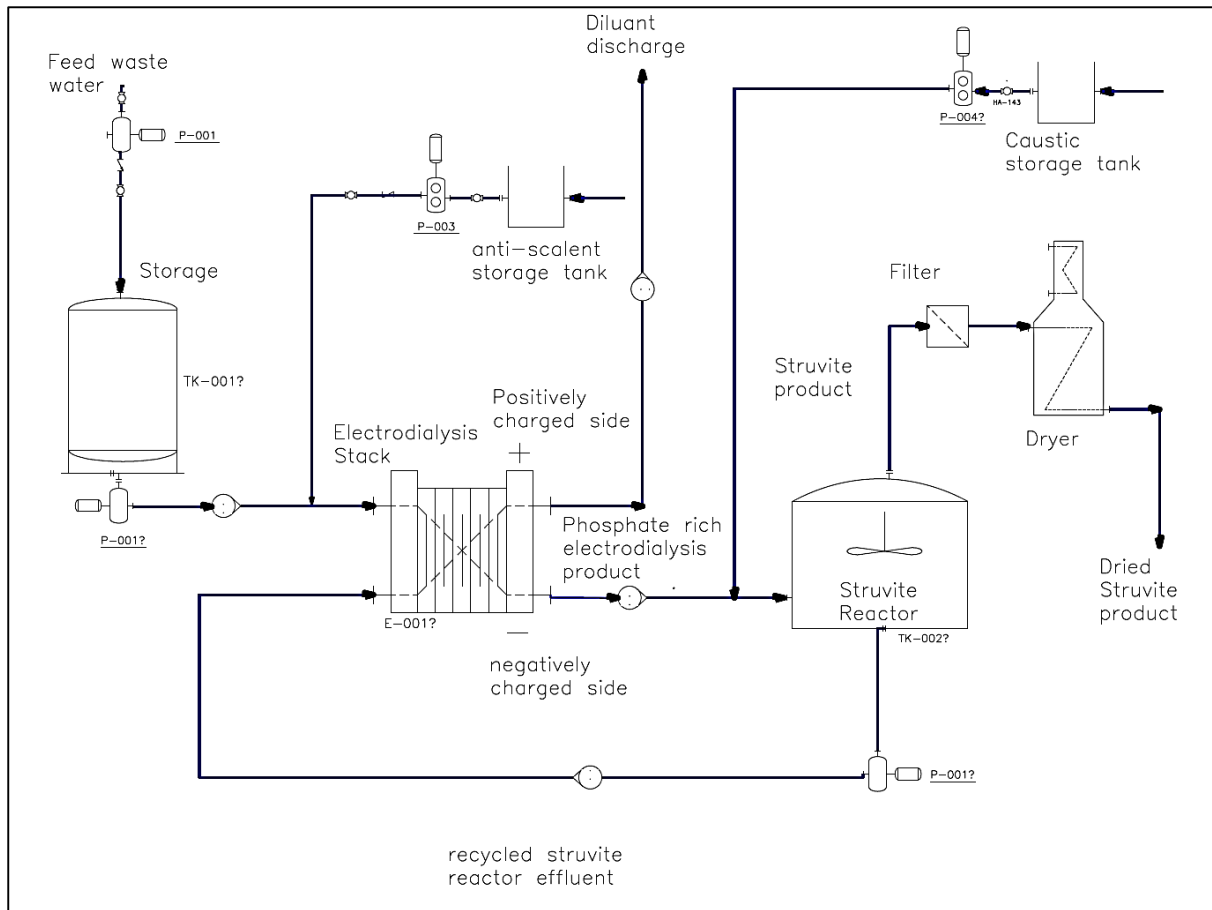 Diluant
discharge
Feed waste
water
P-001
HA-143
P-004?
Caustic
storage tank
P-003
anti-scalent
storage tank
Storage
Filter
TK-001?
Struvite
product
Positively
charged side
Electrodialysis
Stack
+
Dryer
Phosphate rich
electrodialysis
product
P-001?
Dried
Struvite
product
Struvite
Reactor
E-001?
TK-002?
—
negatively
charged side
P-001?
recycled struvite
reactor effluent